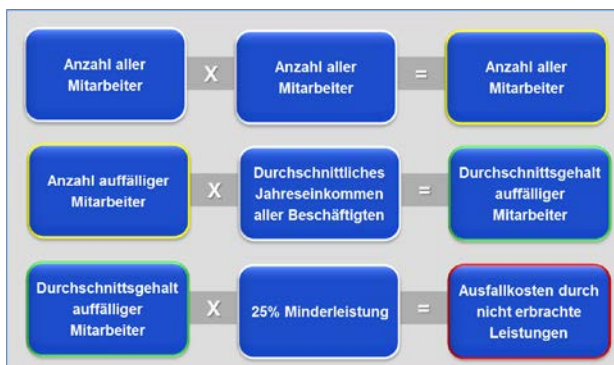 Anzahl aller
Mitarbeiter
X
Anzahl aller
Mitarbeiter
=
Anzahl aller
Mitarbeiter
Anzahl auffälliger
Mitarbeiter
X
Durchschnittliches
Jahreseinkommen
aller Beschäftigten
=
Durchschnittsgehalt
auffälliger
Mitarbeiter
Durchschnittsgehalt
auffälliger
Mitarbeiter
X
25% Minderleistung
=
Ausfallkosten durch
nicht erbrachte
Leistungen